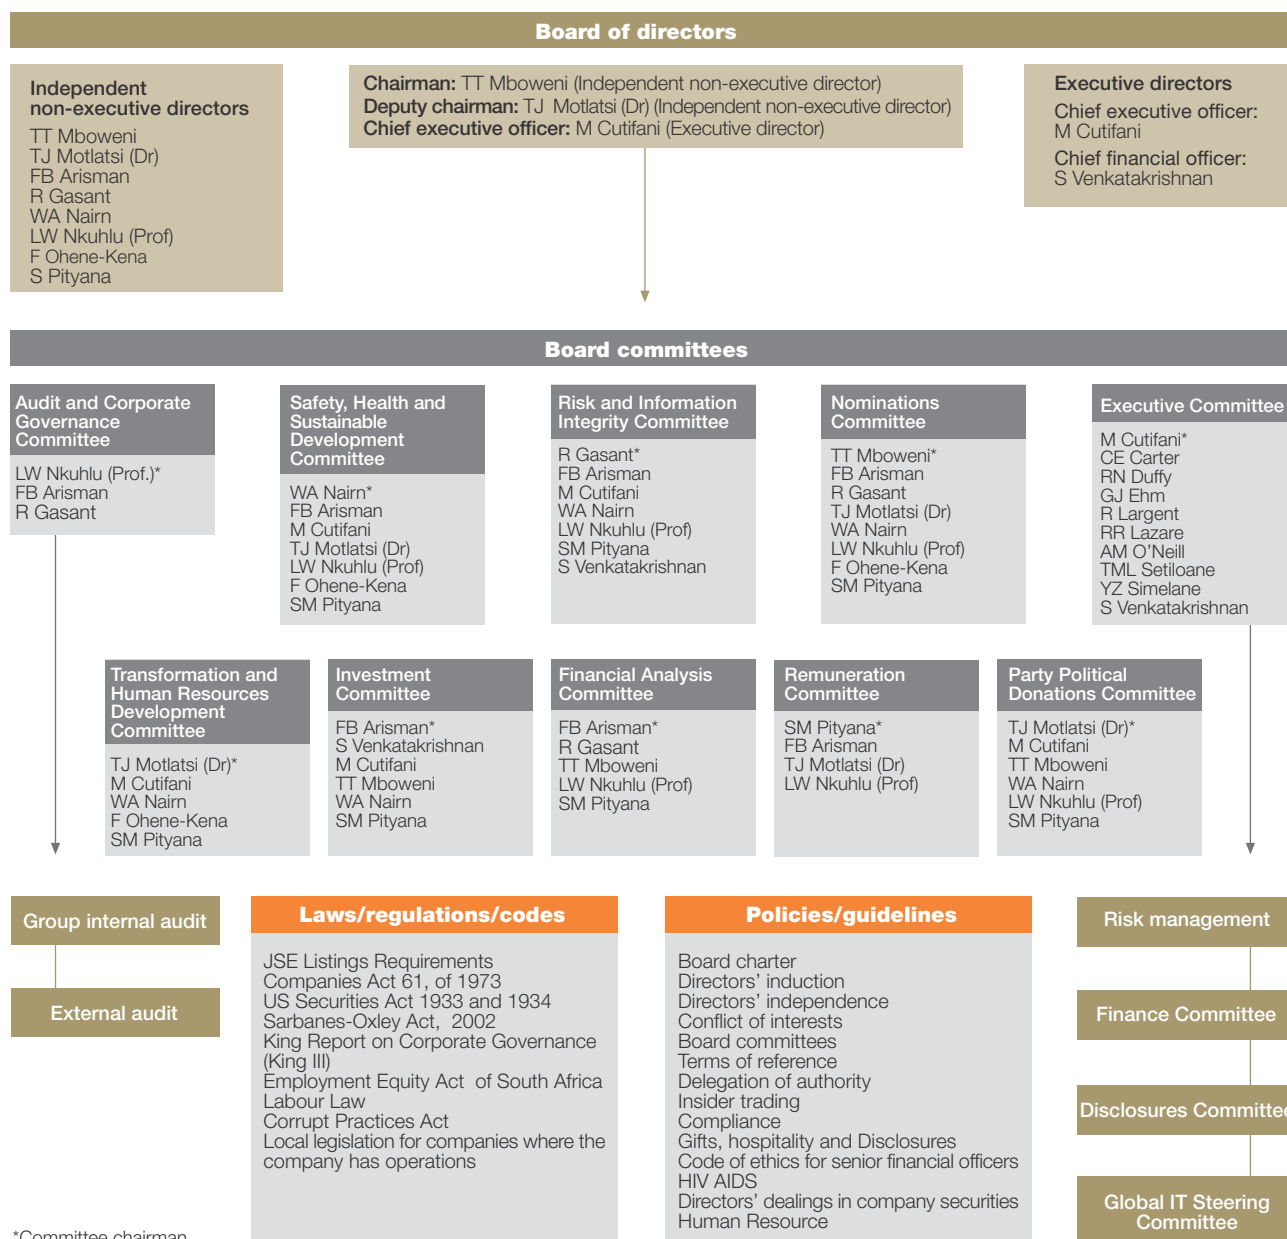 Board of directors
Independent
non-executive directors
TT Mboweni
TJ Motlatsi (Dr)
FB Arisman
R Gasant
WA Nairn
LW Nkuhlu (Prof)
F Ohene-Kena
S Pityana
Chairman: TT Mboweni (Independent non-executive director)
Deputy chairman: TJ Motlatsi (Dr) (Independent non-executive director)
Chief executive officer: M Cutifani (Executive director)
Executive directors
Chief executive officer:
M Cutifani
Chief financial officer:
S Venkatakrishnan
Board committees
Audit and Corporate
Governance
Committee
LW Nkuhlu (Prof.)*
FB Arisman
R Gasant
Safety, Health and
Sustainable
Development
Committee
WA Nairn*
FB Arisman
M Cutifani
TJ Motlatsi (Dr)
LW Nkuhlu (Prof)
F Ohene-Kena
SM Pityana
Risk and Information
Integrity Committee
R Gasant*
FB Arisman
M Cutifani
WA Nairn
LW Nkuhlu (Prof)
SM Pityana
S Venkatakrishnan
Nominations
Committee
TT Mboweni*
FB Arisman
R Gasant
TJ Motlatsi (Dr)
WA Nairn
LW Nkuhlu (Prof)
F Ohene-Kena
SM Pityana
Executive Committee
M Cutifani*
CE Carter
RN Duffy
GJ Ehm
R Largent
RR Lazare
AM O'Neill
TML Setiloane
YZ Simelane
S Venkatakrishnan
Transformation and
Human Resources
Development
Committee
TJ Motlatsi (Dr)*
M Cutifani
WA Nairn
F Ohene-Kena
SM Pityana
Investment
Committee
FB Arisman*
S Venkatakrishnan
M Cutifani
TT Mboweni
WA Nairn
SM Pityana
Financial Analysis
Committee
FB Arisman*
R Gasant
TT Mboweni
LW Nkuhlu (Prof)
SM Pityana
Remuneration
Committee
SM Pityana*
FB Arisman
TJ Motlatsi (Dr)
LW Nkuhlu (Prof)
Party Political
Donations Committee
TJ Motlatsi (Dr)*
M Cutifani
TT Mboweni
WA Nairn
LW Nkuhlu (Prof)
SM Pityana
Group internal audit
External audit
Laws/regulations/codes
JSE Listings Requirements
Companies Act 61, of 1973
US Securities Act 1933 and 1934
Sarbanes-Oxley Act, 2002
King Report on Corporate Governance
(King III)
Employment Equity Act of South Africa
Labour Law
Corrupt Practices Act
Local legislation for companies where the
company has operations
Policies/guidelines
Board charter
Directors' induction
Directors' independence
Conflict of interests
Board committees
Terms of reference
Delegation of authority
Insider trading
Compliance
Gifts, hospitality and Disclosures
Code of ethics for senior financial officers
HIV AIDS
Directors' dealings in company securities
Human Resource
Risk management
Finance Committee
Disclosures Committee
Global IT Steering
Committee
*Committee chairman